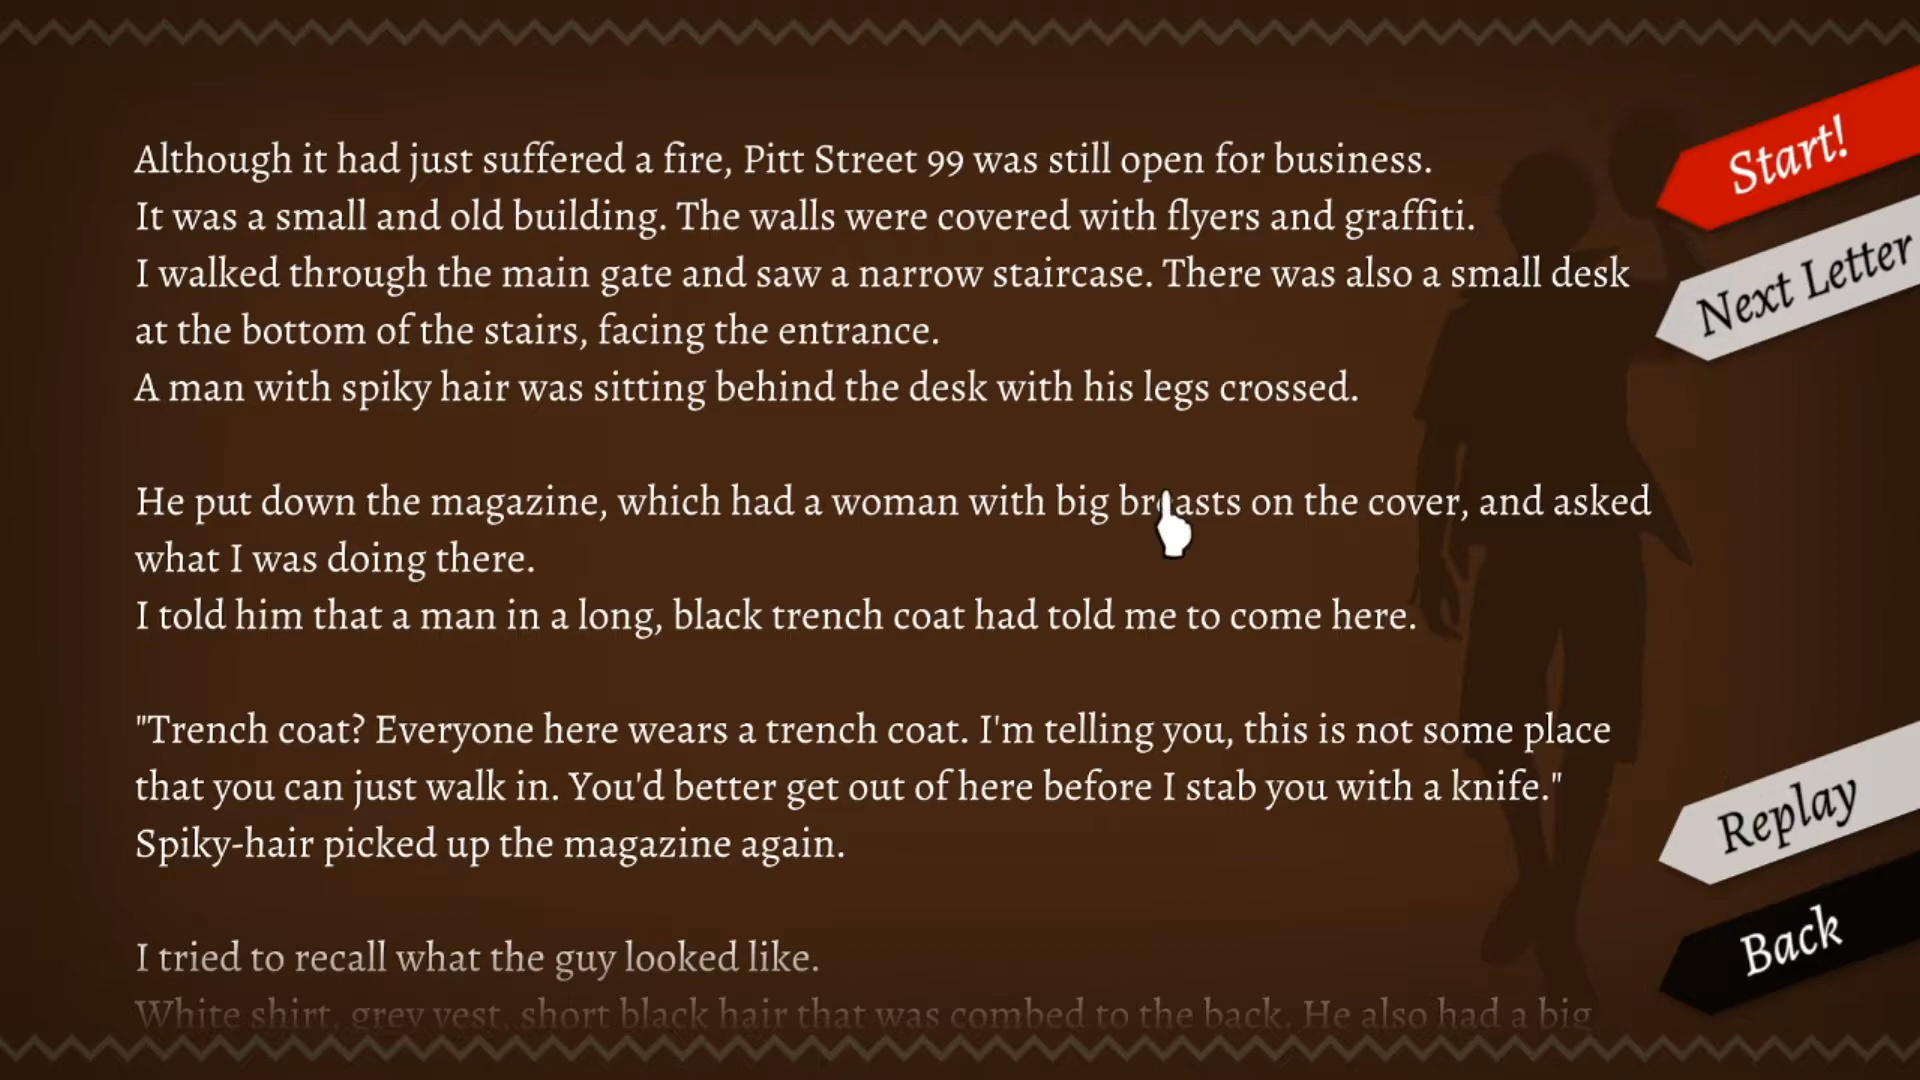 Although it had just suffered a fire, Pitt Street 99 was still open for business.
It was a small and old building. The walls were covered with flyers and graffiti.
I walked through the main gate and saw a narrow staircase. There was also a small desk
at the bottom of the stairs, facing the entrance.
A man with spiky hair was sitting behind the desk with his legs crossed.
He put down the magazine, which had a woman with big breasts on the cover, and asked
what I was doing there.
I told him that a man in a long, black trench coat had told me to come here.
"Trench coat? Everyone here wears a trench coat. I'm telling you, this is not some place
that you can just walk in. You'd better get out of here before I stab you with a knife."
Spiky-hair picked up the magazine again.
I tried to recall what the guy looked like.
White shirt, grey vest, short black hair that was combed to the back. He also had a big
Start!
Next Letter
Replay
Back